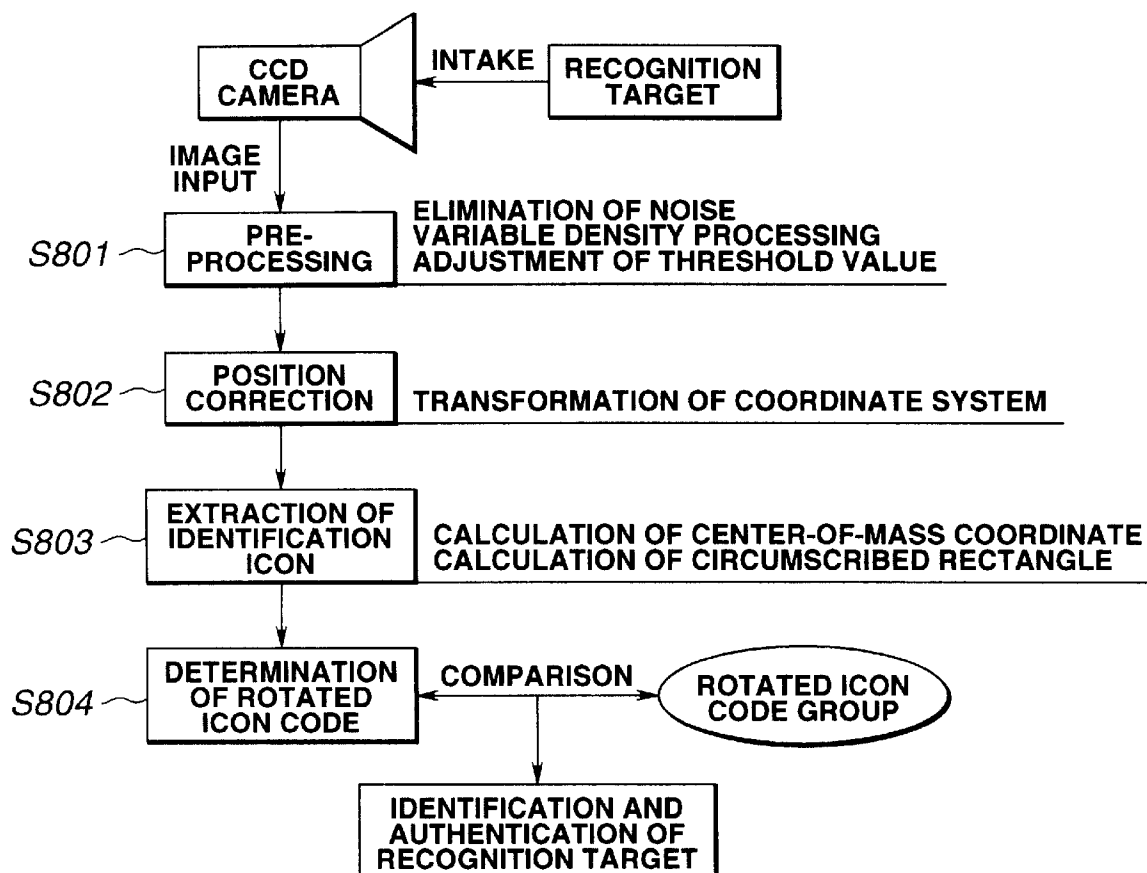 CCD
CAMERA
INTAKE
RECOGNITION
TARGET
IMAGE
INPUT
S801
PRE-
PROCESSING
ELIMINATION OF NOISE
VARIABLE DENSITY PROCESSING
ADJUSTMENT OF THRESHOLD VALUE
S802
POSITION
CORRECTION
TRANSFORMATION OF COORDINATE SYSTEM
S803
EXTRACTION OF
IDENTIFICATION
ICON
CALCULATION OF CENTER-OF-MASS COORDINATE
CALCULATION OF CIRCUMSCRIBED RECTANGLE
S804
DETERMINATION
OF ROTATED
ICON CODE
COMPARISON
ROTATED ICON
CODE GROUP
IDENTIFICATION AND
AUTHENTICATION OF
RECOGNITION TARGET